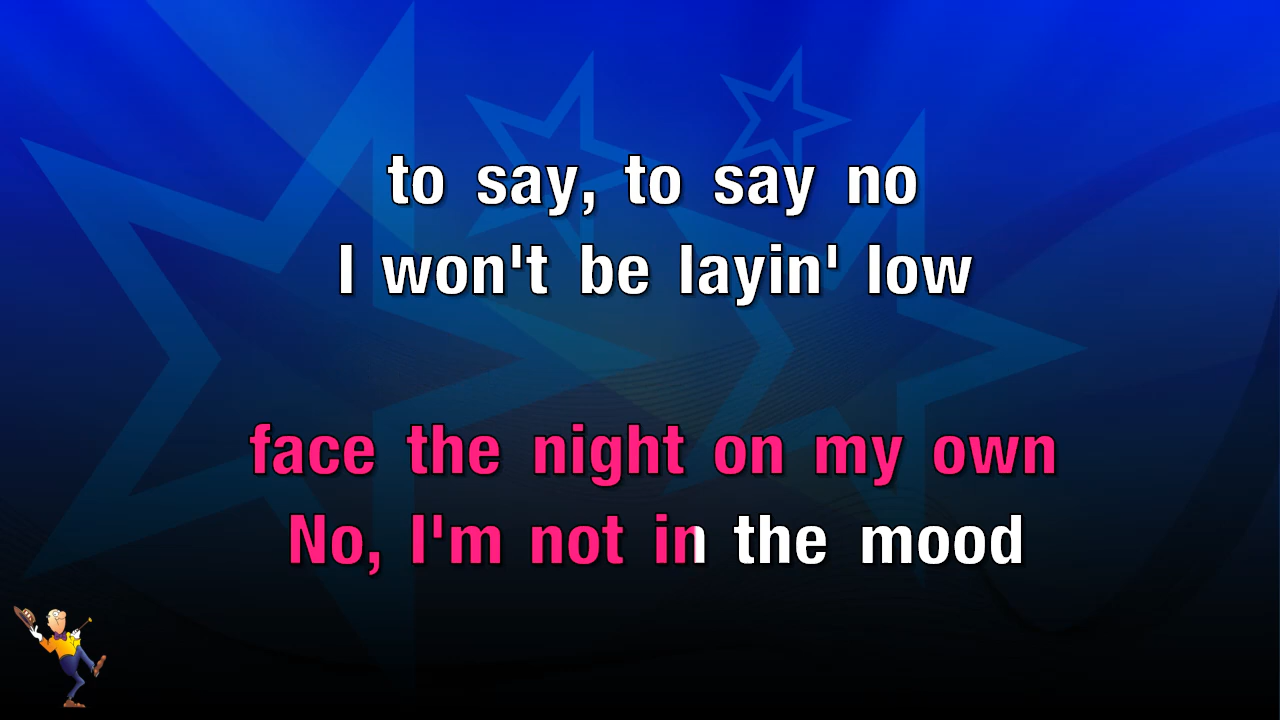 to say, to say no
I won't be layin' low
face the night on my own
No, I'm not in the mood